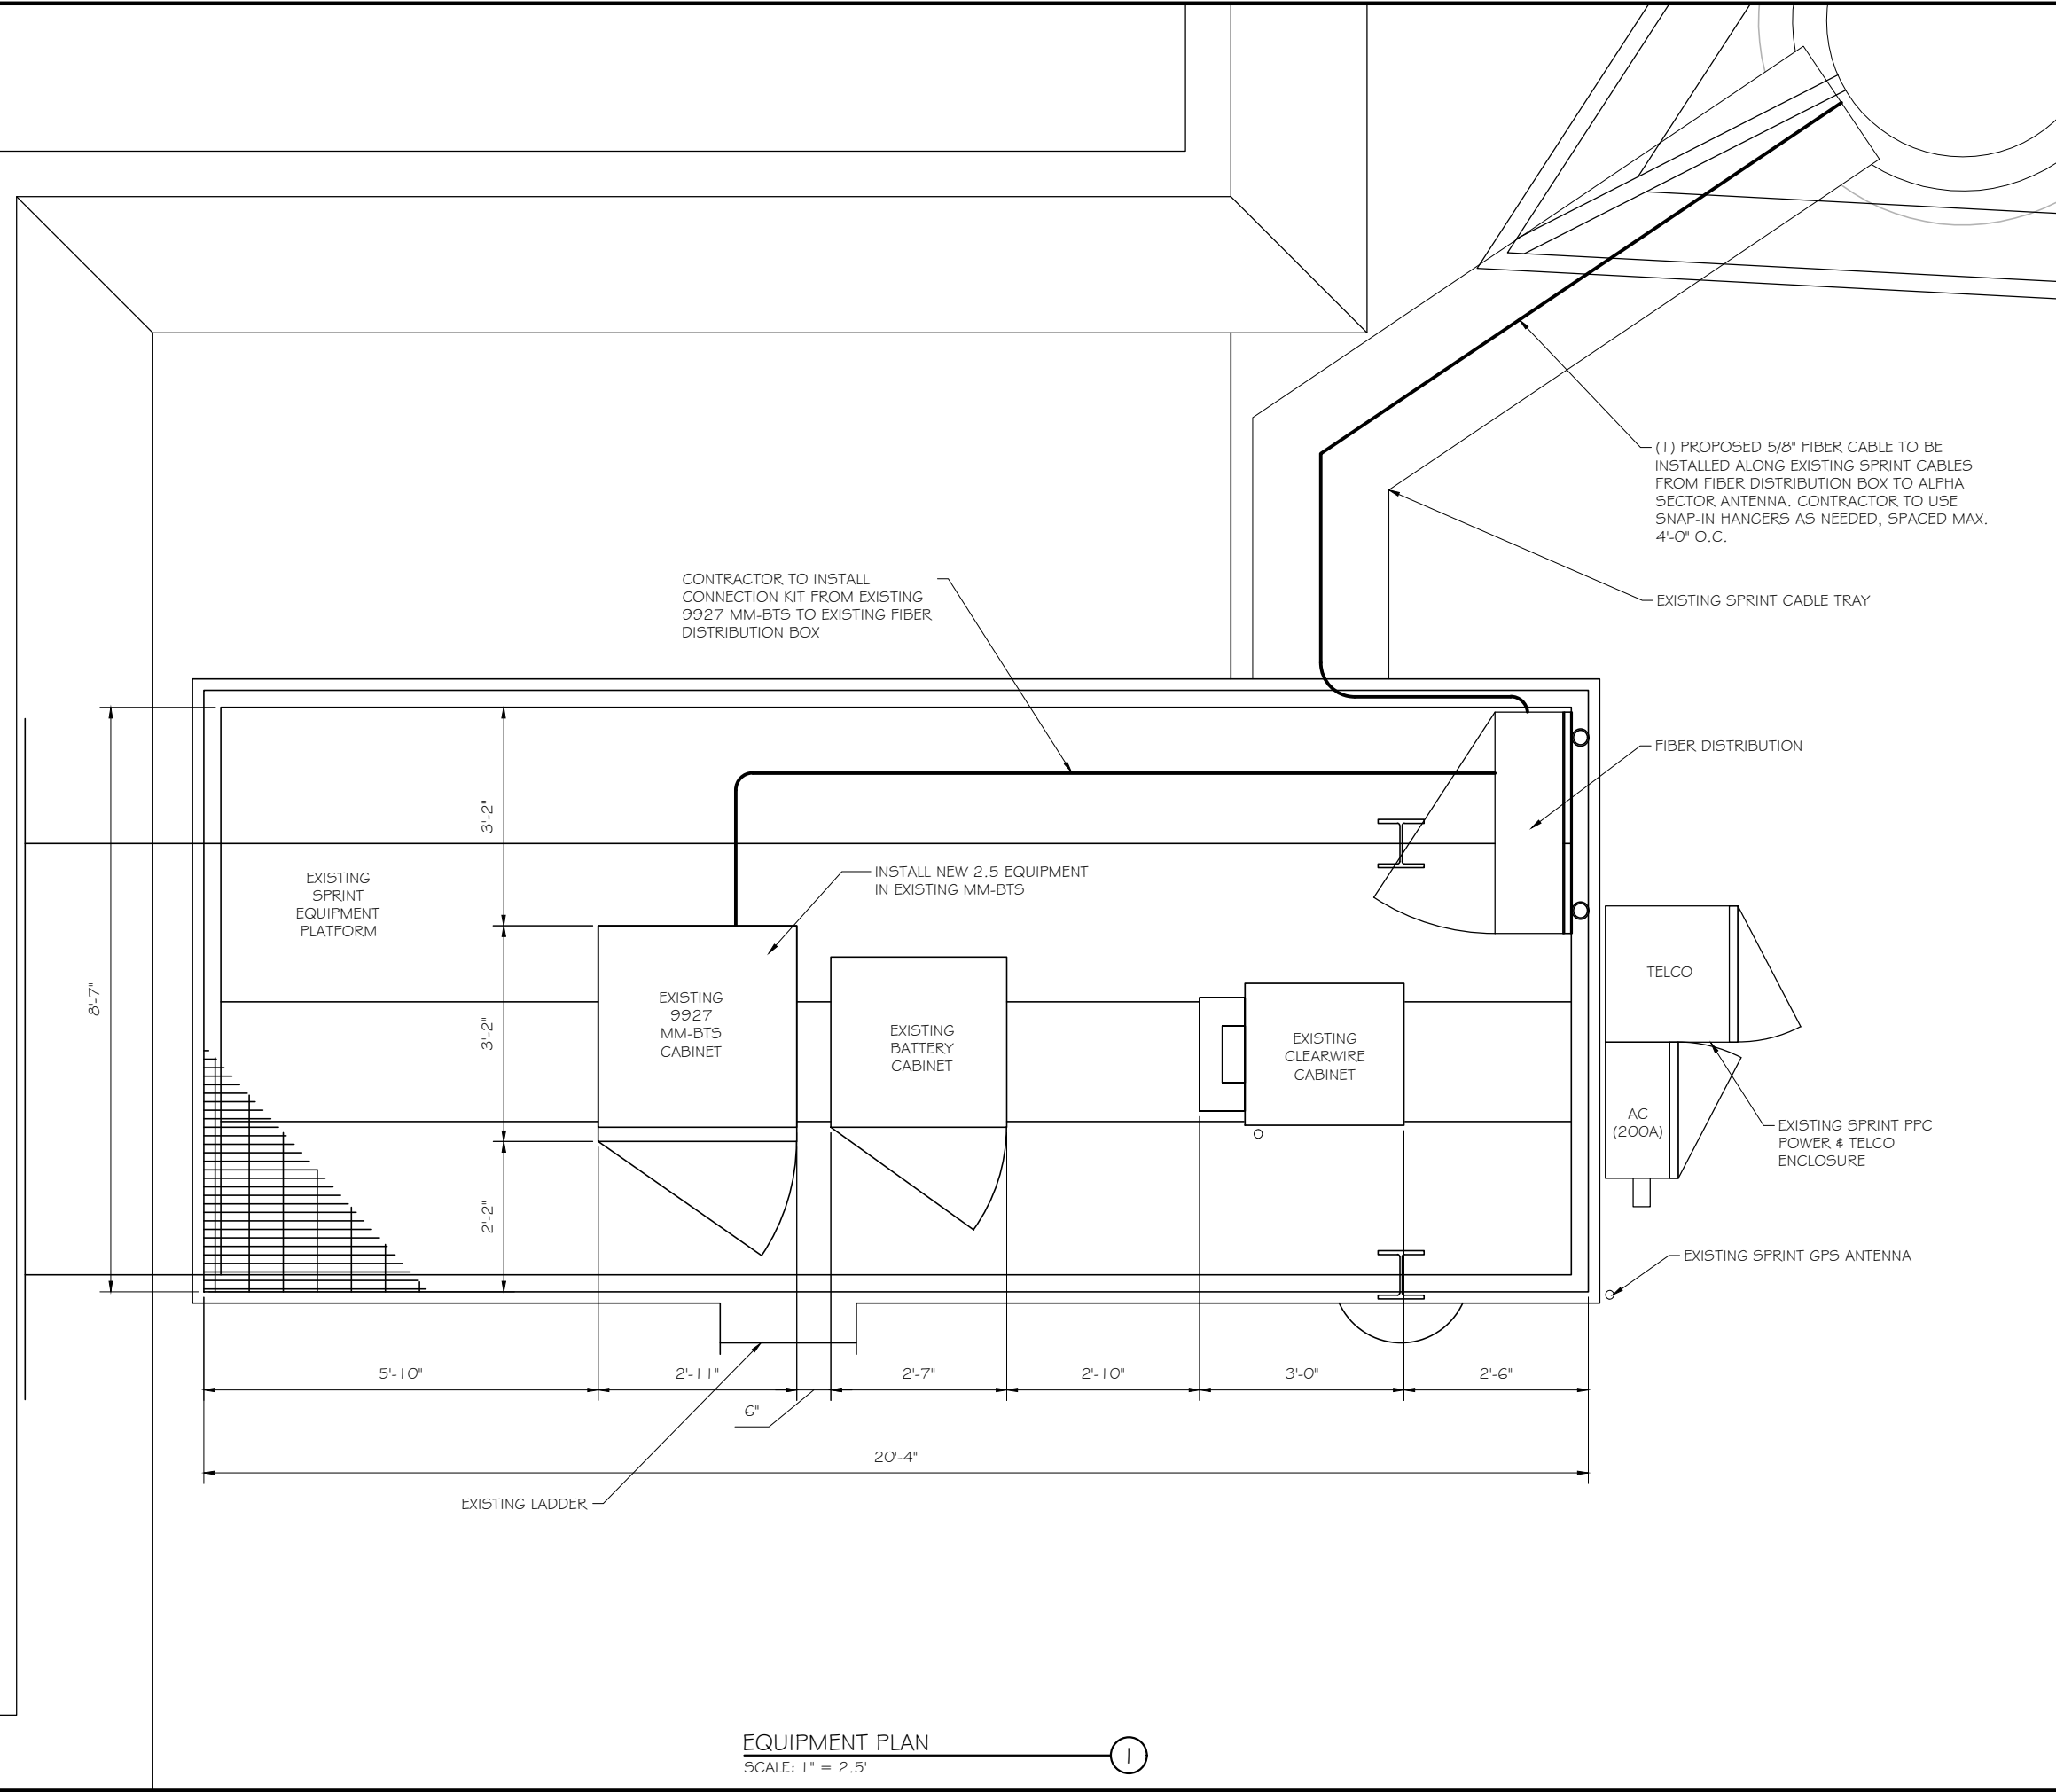 (1) PROPOSED 5/8" FIBER CABLE TO BE
INSTALLED ALONG EXISTING SPRINT CABLES
FROM FIBER DISTRIBUTION BOX TO ALPHA
SECTOR ANTENNA. CONTRACTOR TO USE
SNAP-IN HANGERS AS NEEDED, SPACED MAX.
4'-0" O.C.
CONTRACTOR TO INSTALL
CONNECTION KIT FROM EXISTING
9927 MM-BTS TO EXISTING FIBER
DISTRIBUTION BOX
EXISTING SPRINT CABLE TRAY
FIBER DISTRIBUTION
3'-2"
INSTALL NEW 2.5 EQUIPMENT
IN EXISTING MM-BTS
EXISTING
SPRINT
EQUIPMENT
PLATFORM
8'-7"
3'-2"
EXISTING
9927
MM-BTS
CABINET
EXISTING
BATTERY
CABINET
EXISTING
CLEARWIRE
CABINET
TELCO
AC
(200A)
EXISTING SPRINT PPC
POWER & TELCO
ENCLOSURE
2'-2"
EXISTING SPRINT GPS ANTENNA
5'-10"
2'-11"
2'-7"
2'-10"
3'-0"
2'-6"
6"
20'-4"
EXISTING LADDER
EQUIPMENT PLAN
1
SCALE: 1" = 2.5'